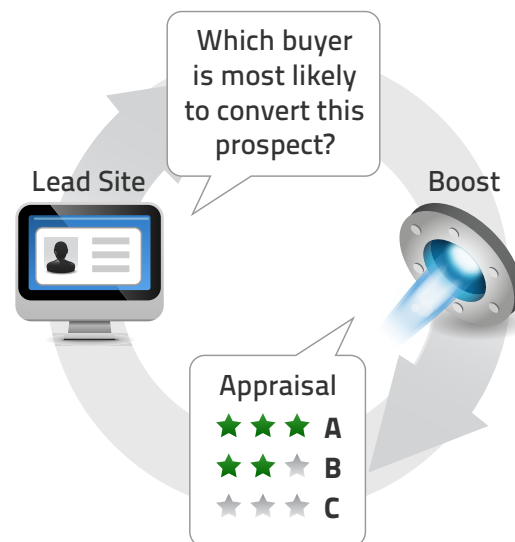 Which buyer
is most likely
to convert this
prospect?
Lead Site
Boost
Appraisal
A
B
C